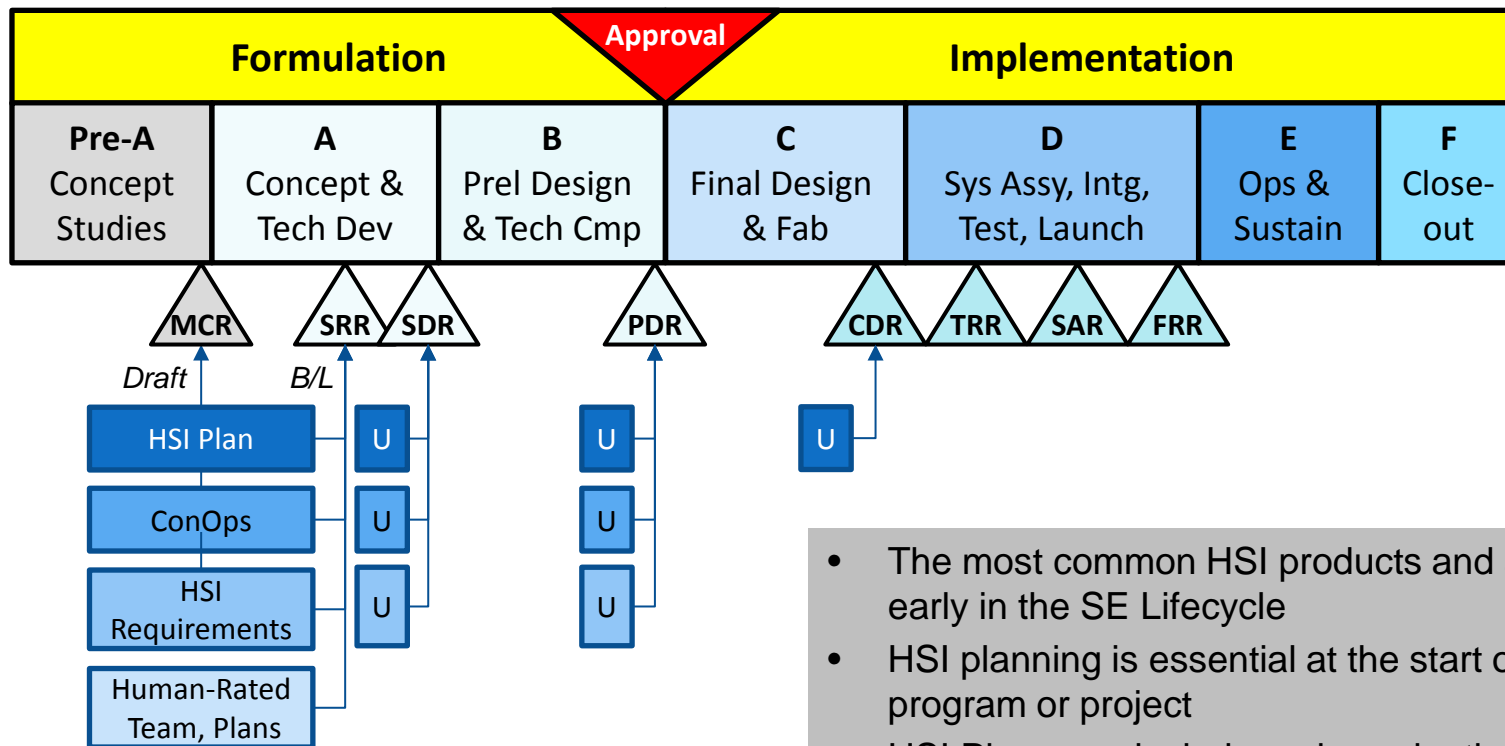 Formulation
Approval
Implementation
Pre-A
Concept
Studies
A
Concept &
Tech Dev
B
Prel Design
& Tech Cmp
C
Final Design
& Fab
D
Sys Assy, Intg,
Test, Launch
E
Ops &
Sustain
F
Close-
out
MCR
SRR
SDR
PDR
CDR
TRR
SAR
FRR
Draft
B/L
HSI Plan
U
U
U
ConOps
U
U
HSI
Requirements
U
U
Human-Rated
Team, Plans
• The most common HSI products and
early in the SE Lifecycle
• HSI planning is essential at the start
program or project